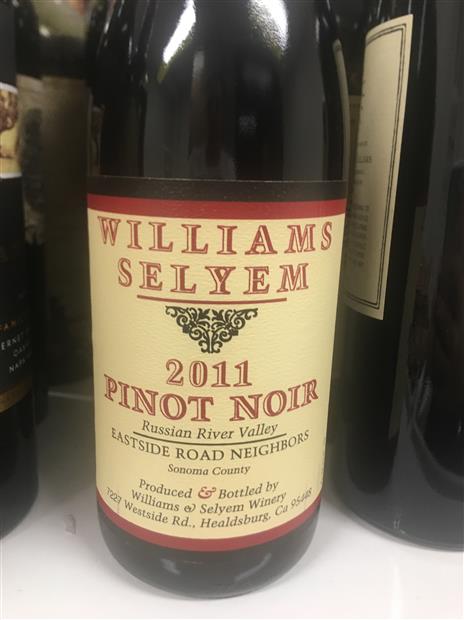 WILLIAMS
SELYEM
2011
PINOT NOIR
Russian River Valley
EASTSIDE ROAD NEIGHBORS
Sonoma County
Produced & Bottled by
Williams & Selyem Winery
7227 Westside Rd., Healdsburg, Ca 95448